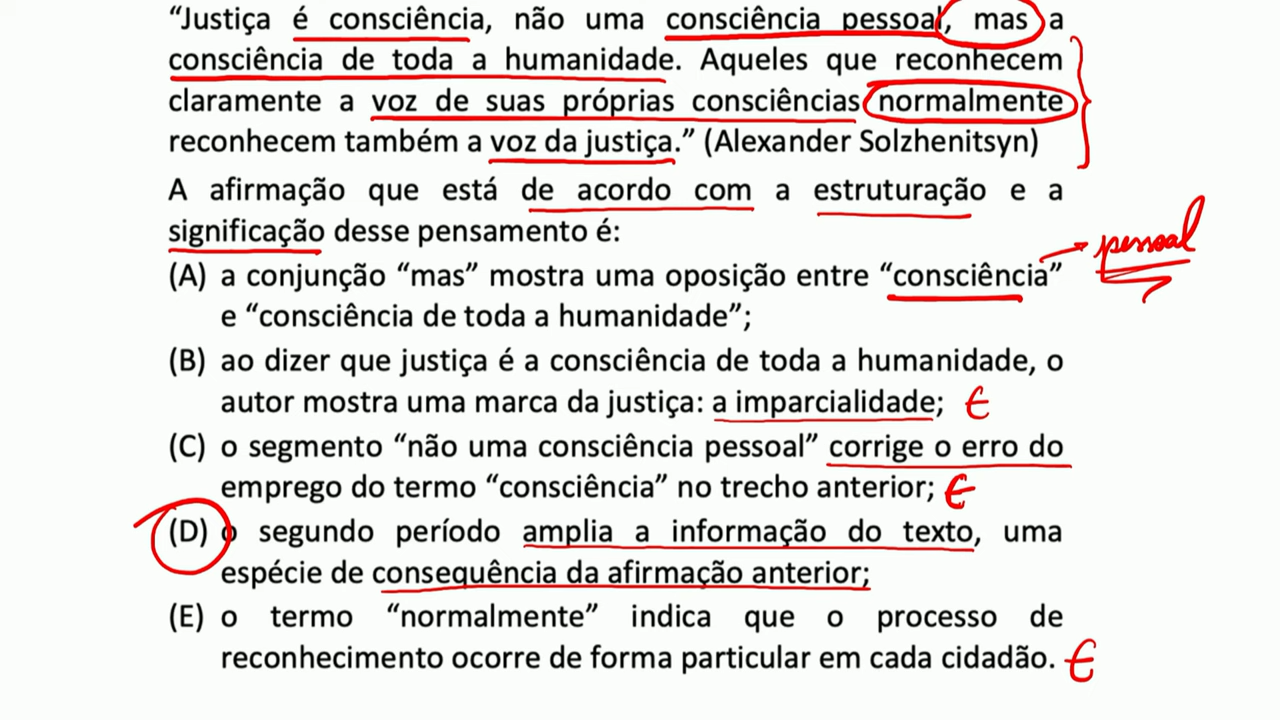 “Justiça é consciência, não uma consciência pessoal, mas a
consciência de toda a humanidade. Aqueles que reconhecem
claramente a voz de suas próprias consciências normalmente
reconhecem também a voz da justiça.” (Alexander Solzhenitsyn)
A afirmação que está de acordo com a estruturação e a
significação desse pensamento é:
pessoal
(A) a conjunção “mas” mostra uma oposição entre “consciência”
e “consciência de toda a humanidade”;
(B) ao dizer que justiça é a consciência de toda a humanidade, o
autor mostra uma marca da justiça: a imparcialidade; E
(C) o segmento “não uma consciência pessoal” corrige o erro do
emprego do termo “consciência” no trecho anterior; E
(D) o segundo período amplia a informação do texto, uma
espécie de consequência da afirmação anterior;
(E) o termo “normalmente” indica que o processo de
reconhecimento ocorre de forma particular em cada cidadão. E